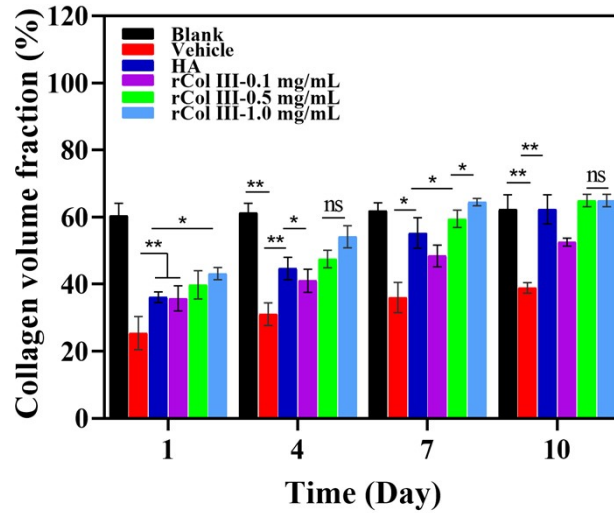 Collagen volume fraction (%)
120
100
80
60
40
20
0
Blank
Vehicle
HA
rCol III-0.1 mg/mL
rCol III-0.5 mg/mL
rCol III-1.0 mg/mL
**
*
**
**
*
ns
*
*
*
**
**
ns
1 4 7 10
Time (Day)